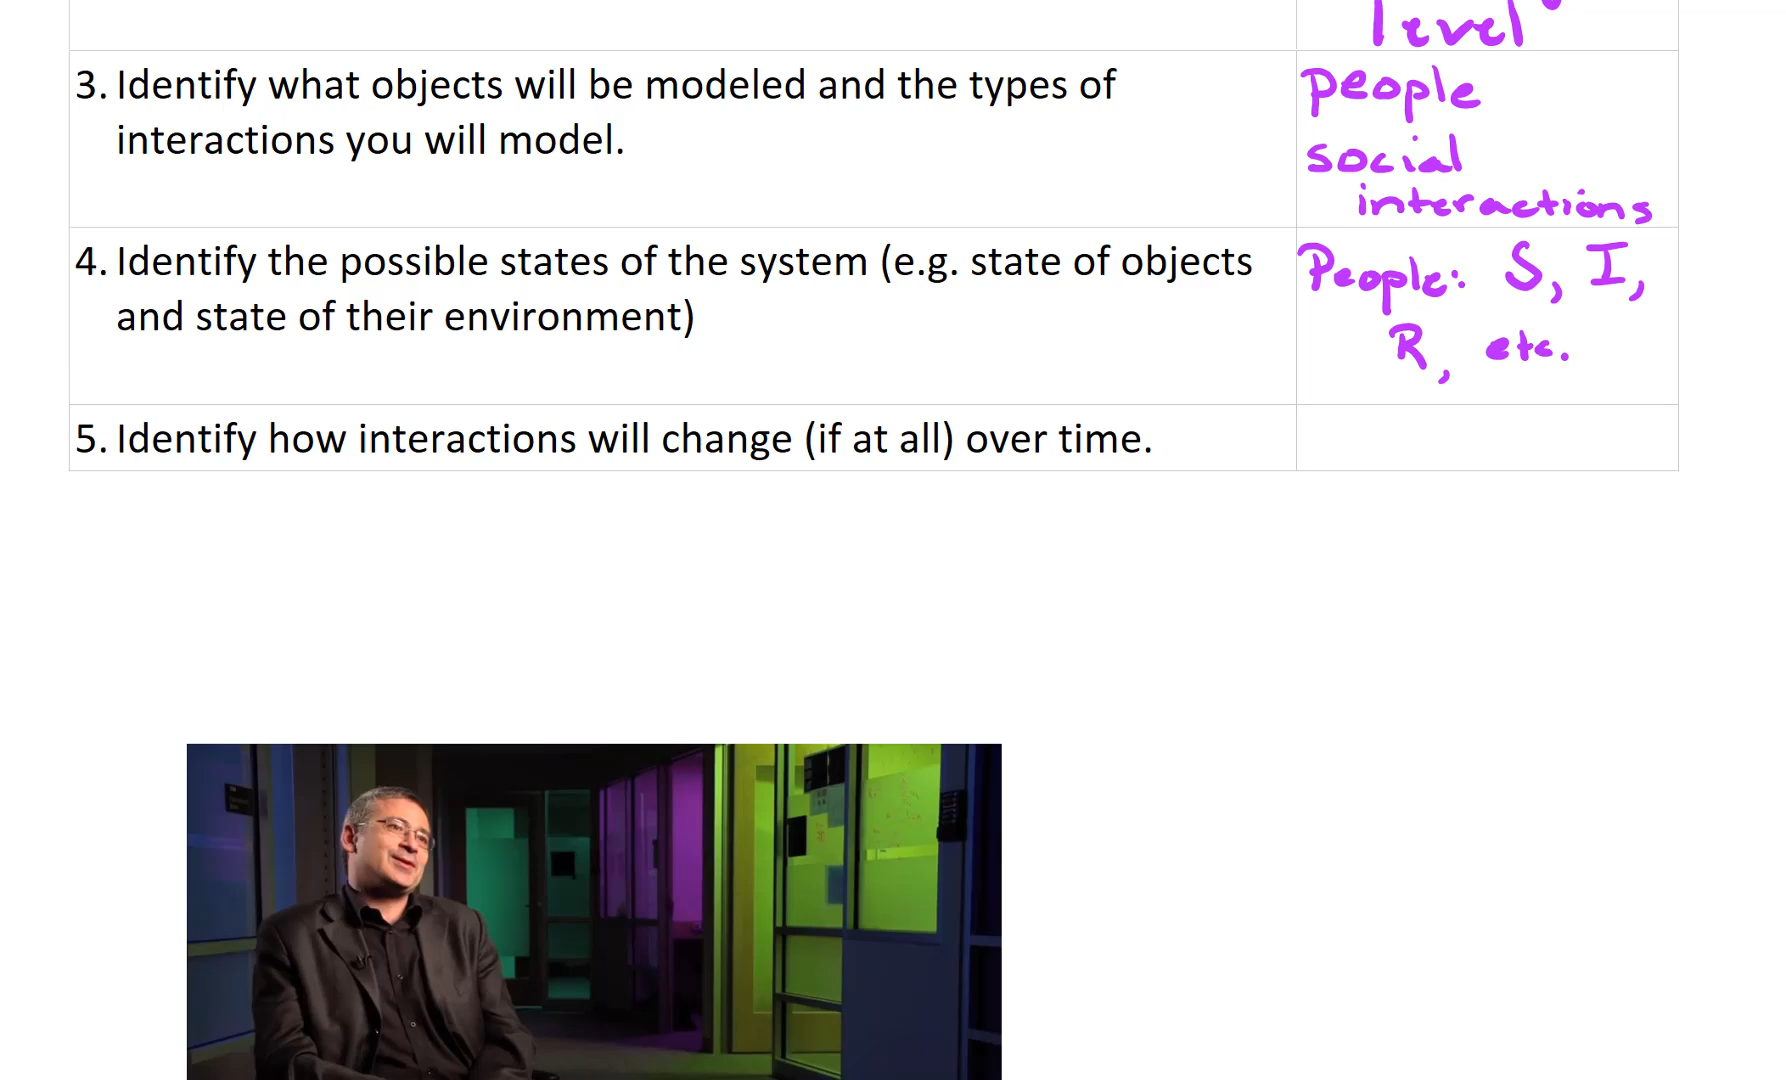 level
3. Identify what objects will be modeled and the types of
interactions you will model.
people
social
interactions
4. Identify the possible states of the system (e.g. state of objects
and state of their environment)
People: S, I,
R, etc.
5. Identify how interactions will change (if at all) over time.